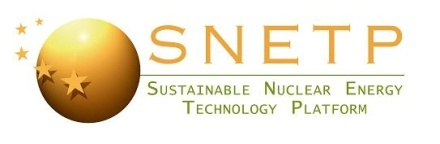 SNETP
SUSTAINABLE NUCLEAR ENERGY
TECHNOLOGY PLATFORM